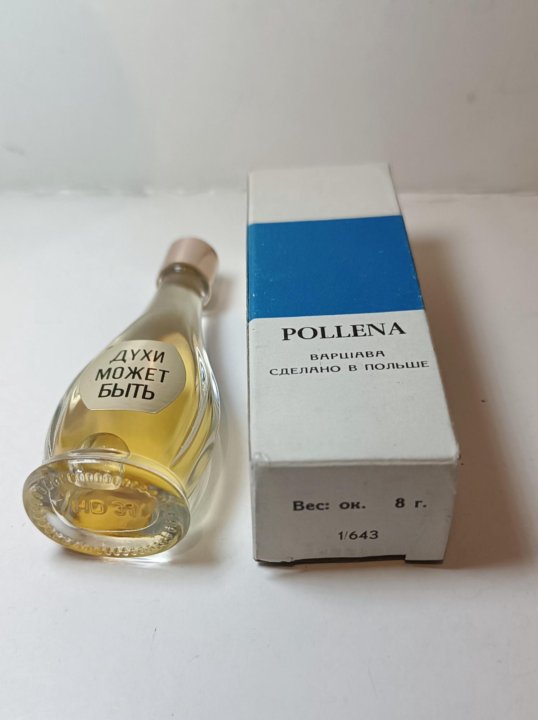 ДУХИ
МОЖЕТ
БЫТЬ
POLLENA
ВАРШАВА
СДЕЛАНО В ПОЛЬШЕ
Вес: ок. 8 г.
1/643